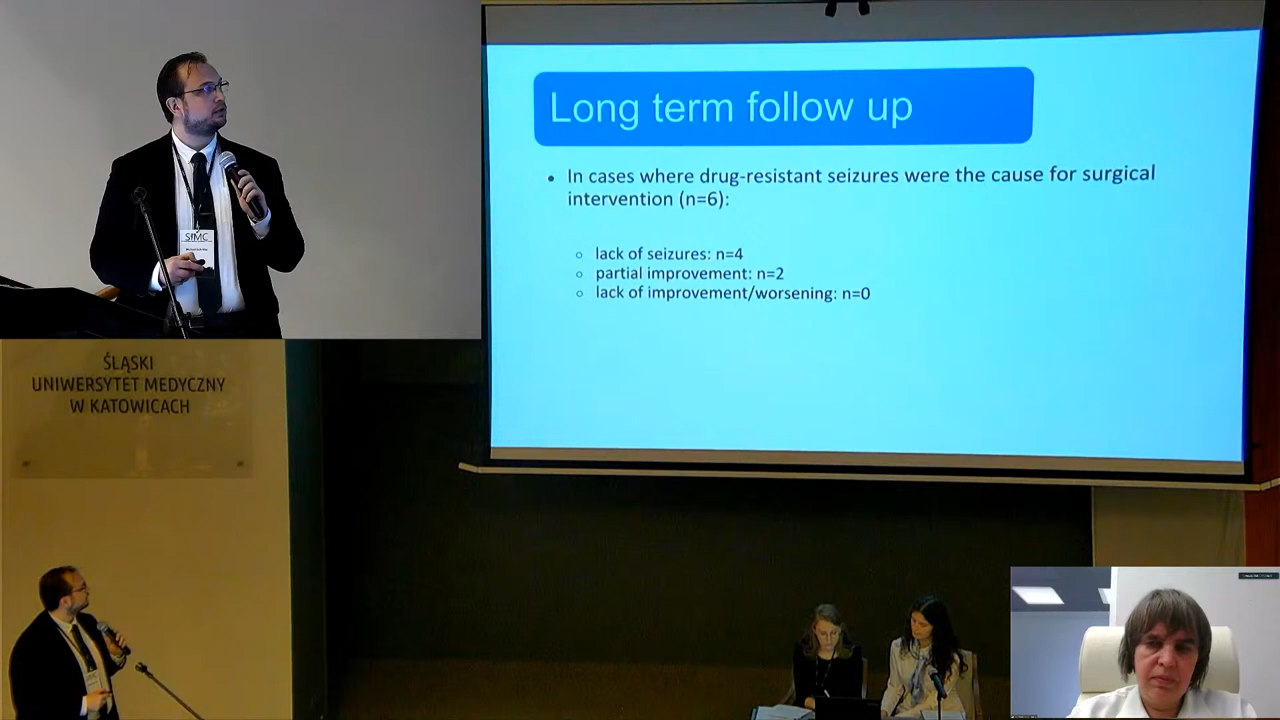 Long term follow up
• In cases where drug-resistant seizures were the cause for surgical
intervention (n=6):
○ lack of seizures: n=4
○ partial improvement: n=2
○ lack of improvement/worsening: n=0
SIMC
ŚLĄSKI
UNIWERSYTET MEDYCZNY
W KATOWICACH